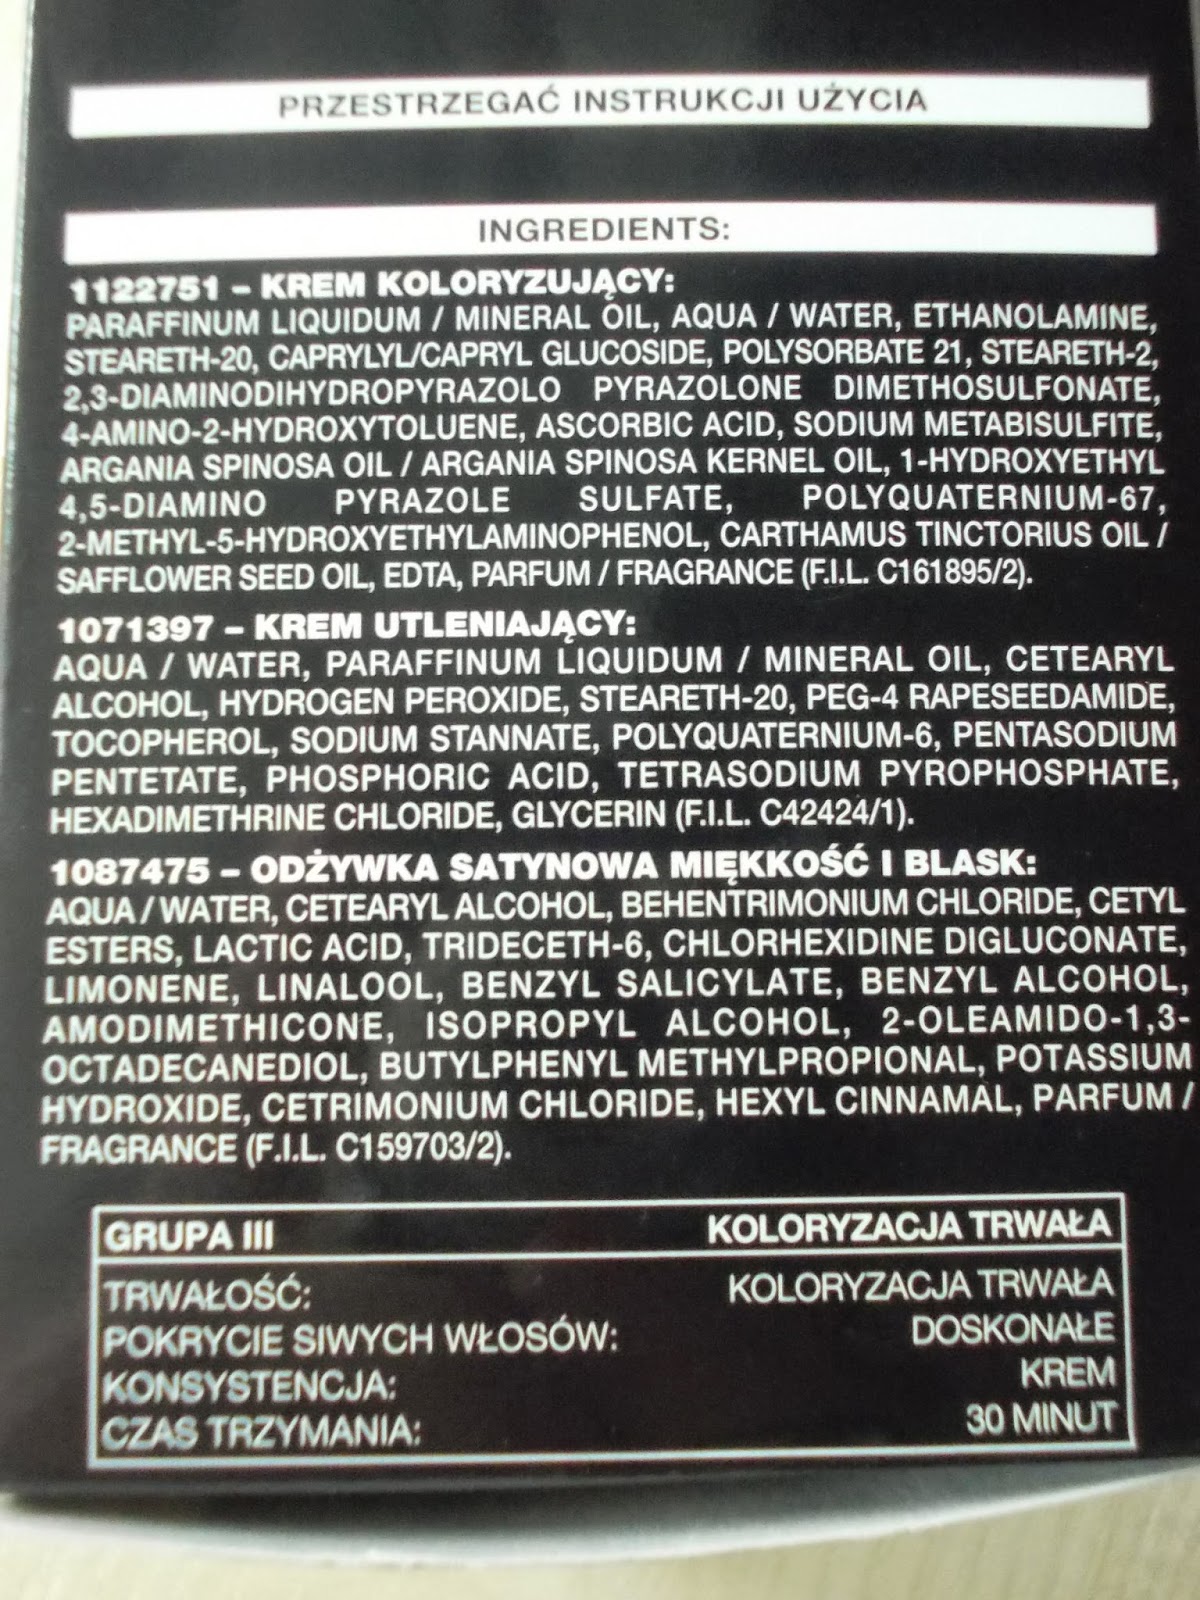 PRZESTRZEGAĆ INSTRUKCJI UŻYCIA
INGREDIENTS:
1122751 – KREM KOLORYZUJĄCY:
PARAFFINUM LIQUIDUM / MINERAL OIL, AQUA / WATER, ETHANOLAMINE,
STEARETH-20, CAPRYLYL/CAPRYL GLUCOSIDE, POLYSORBATE 21, STEARETH-2,
2,3-DIAMINODIHYDROPYRAZOLO PYRAZOLONE DIMETHOSULFONATE,
4-AMINO-2-HYDROXYTOLUENE, ASCORBIC ACID, SODIUM METABISULFITE,
ARGANIA SPINOSA OIL / ARGANIA SPINOSA KERNEL OIL, 1-HYDROXYETHYL
4,5-DIAMINO PYRAZOLE SULFATE, POLYQUATERNIUM-67,
2-METHYL-5-HYDROXYETHYLAMINOPHENOL, CARTHAMUS TINCTORIUS OIL /
SAFFLOWER SEED OIL, EDTA, PARFUM / FRAGRANCE (F.I.L. C161895/2).
1071397 – KREM UTLENIAJĄCY:
AQUA / WATER, PARAFFINUM LIQUIDUM / MINERAL OIL, CETEARYL
ALCOHOL, HYDROGEN PEROXIDE, STEARETH-20, PEG-4 RAPESEEDAMIDE,
TOCOPHEROL, SODIUM STANNATE, POLYQUATERNIUM-6, PENTASODIUM
PENTETATE, PHOSPHORIC ACID, TETRASODIUM PYROPHOSPHATE,
HEXADIMETHRINE CHLORIDE, GLYCERIN (F.I.L. C42424/1).
1087475 – ODŻYWKA SATYNOWA MIĘKKOŚĆ I BLASK:
AQUA / WATER, CETEARYL ALCOHOL, BEHENTRIMONIUM CHLORIDE, CETYL
ESTERS, LACTIC ACID, TRIDECETH-6, CHLORHEXIDINE DIGLUCONATE,
LIMONENE, LINALOOL, BENZYL SALICYLATE, BENZYL ALCOHOL,
AMODIMETHICONE, ISOPROPYL ALCOHOL, 2-OLEAMIDO-1,3-
OCTADECANEDIOL, BUTYLPHENYL METHYLPROPIONAL, POTASSIUM
HYDROXIDE, CETRIMONIUM CHLORIDE, HEXYL CINNAMAL, PARFUM /
FRAGRANCE (F.I.L. C159703/2).
GRUPA III KOLORYZACJA TRWAŁA
TRWAŁOŚĆ: KOLORYZACJA TRWAŁA
POKRYCIE SIWYCH WŁOSÓW: DOSKONAŁE
KONSYSTENCJA: KREM
CZAS TRZYMANIA: 30 MINUT